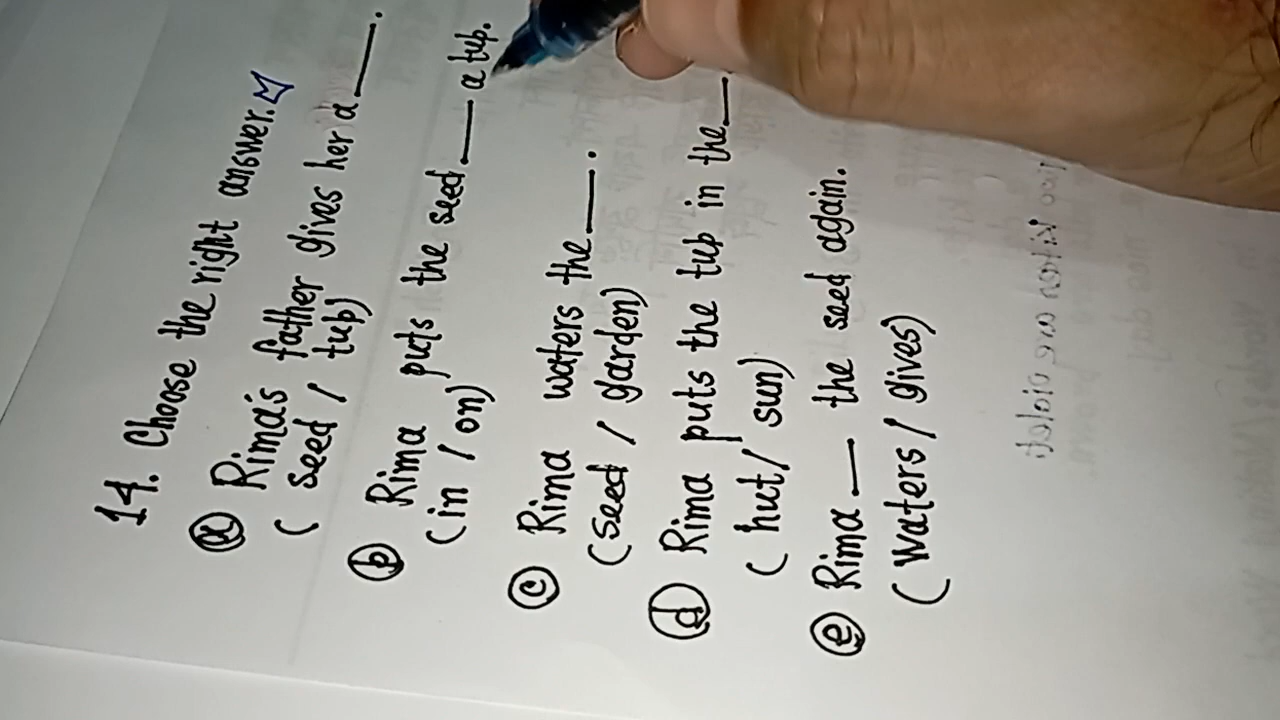 14. Choose the right answer.
(a) Rima's father gives her a ____.
( seed / tub)
(b) Rima puts the seed ____ a tub.
(in / on)
(c) Rima waters the ____.
(seed / garden)
(d) Rima puts the tub in the ____
( hut / sun)
(e) Rima ____ the seed again.
(waters / gives)